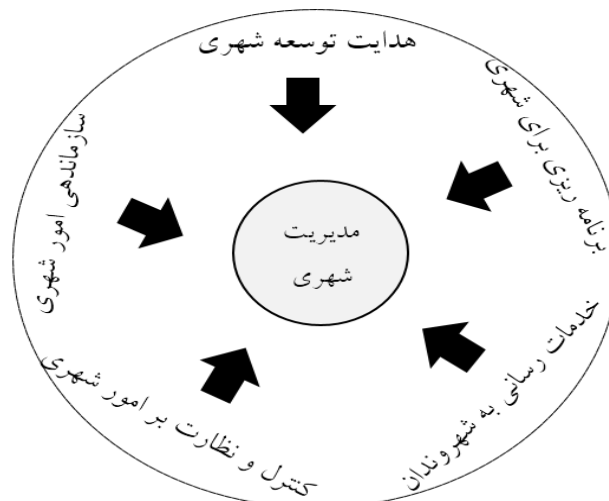 هدایت توسعه شهری
برنامه ریزی برای شهری
خدمات رسانی به شهروندان
کنترل و نظارت بر امور شهری
سازماندهی امور شهری
مدیریت
شهری